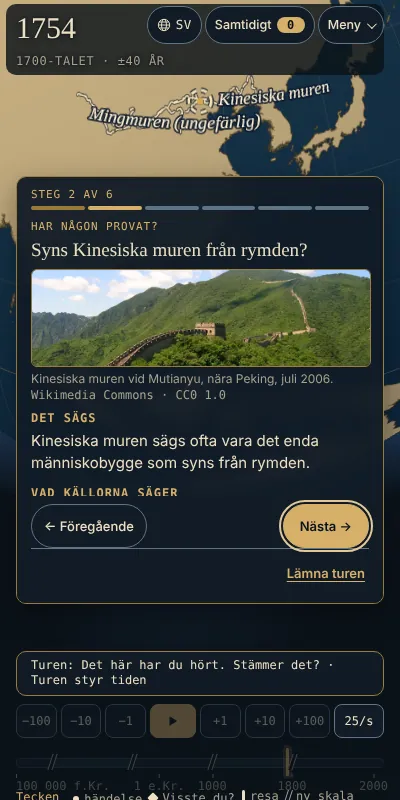 1754
SV
Samtidigt 0
Meny
1700-TALET · ±40 ÅR
Kinesiska muren
Mingmuren (ungefärlig)
STEG 2 AV 6
HAR NÅGON PROVAT?
Syns Kinesiska muren från rymden?
Kinesiska muren vid Mutianyu, nära Peking, juli 2006.
Wikimedia Commons · CC0 1.0
DET SÄGS
Kinesiska muren sägs ofta vara det enda
människobygge som syns från rymden.
VAD KÄLLORNA SÄGER
← Föregående
Nästa →
Lämna turen
Turen: Det här har du hört. Stämmer det? ·
Turen styr tiden
−100 −10 −1 ▶ +1 +10 +100 25/s
100 000 f.Kr. 1 e.Kr. 1000 1800 2000
Tecken ● händelse ◆ Visste du? | resa // ny skala